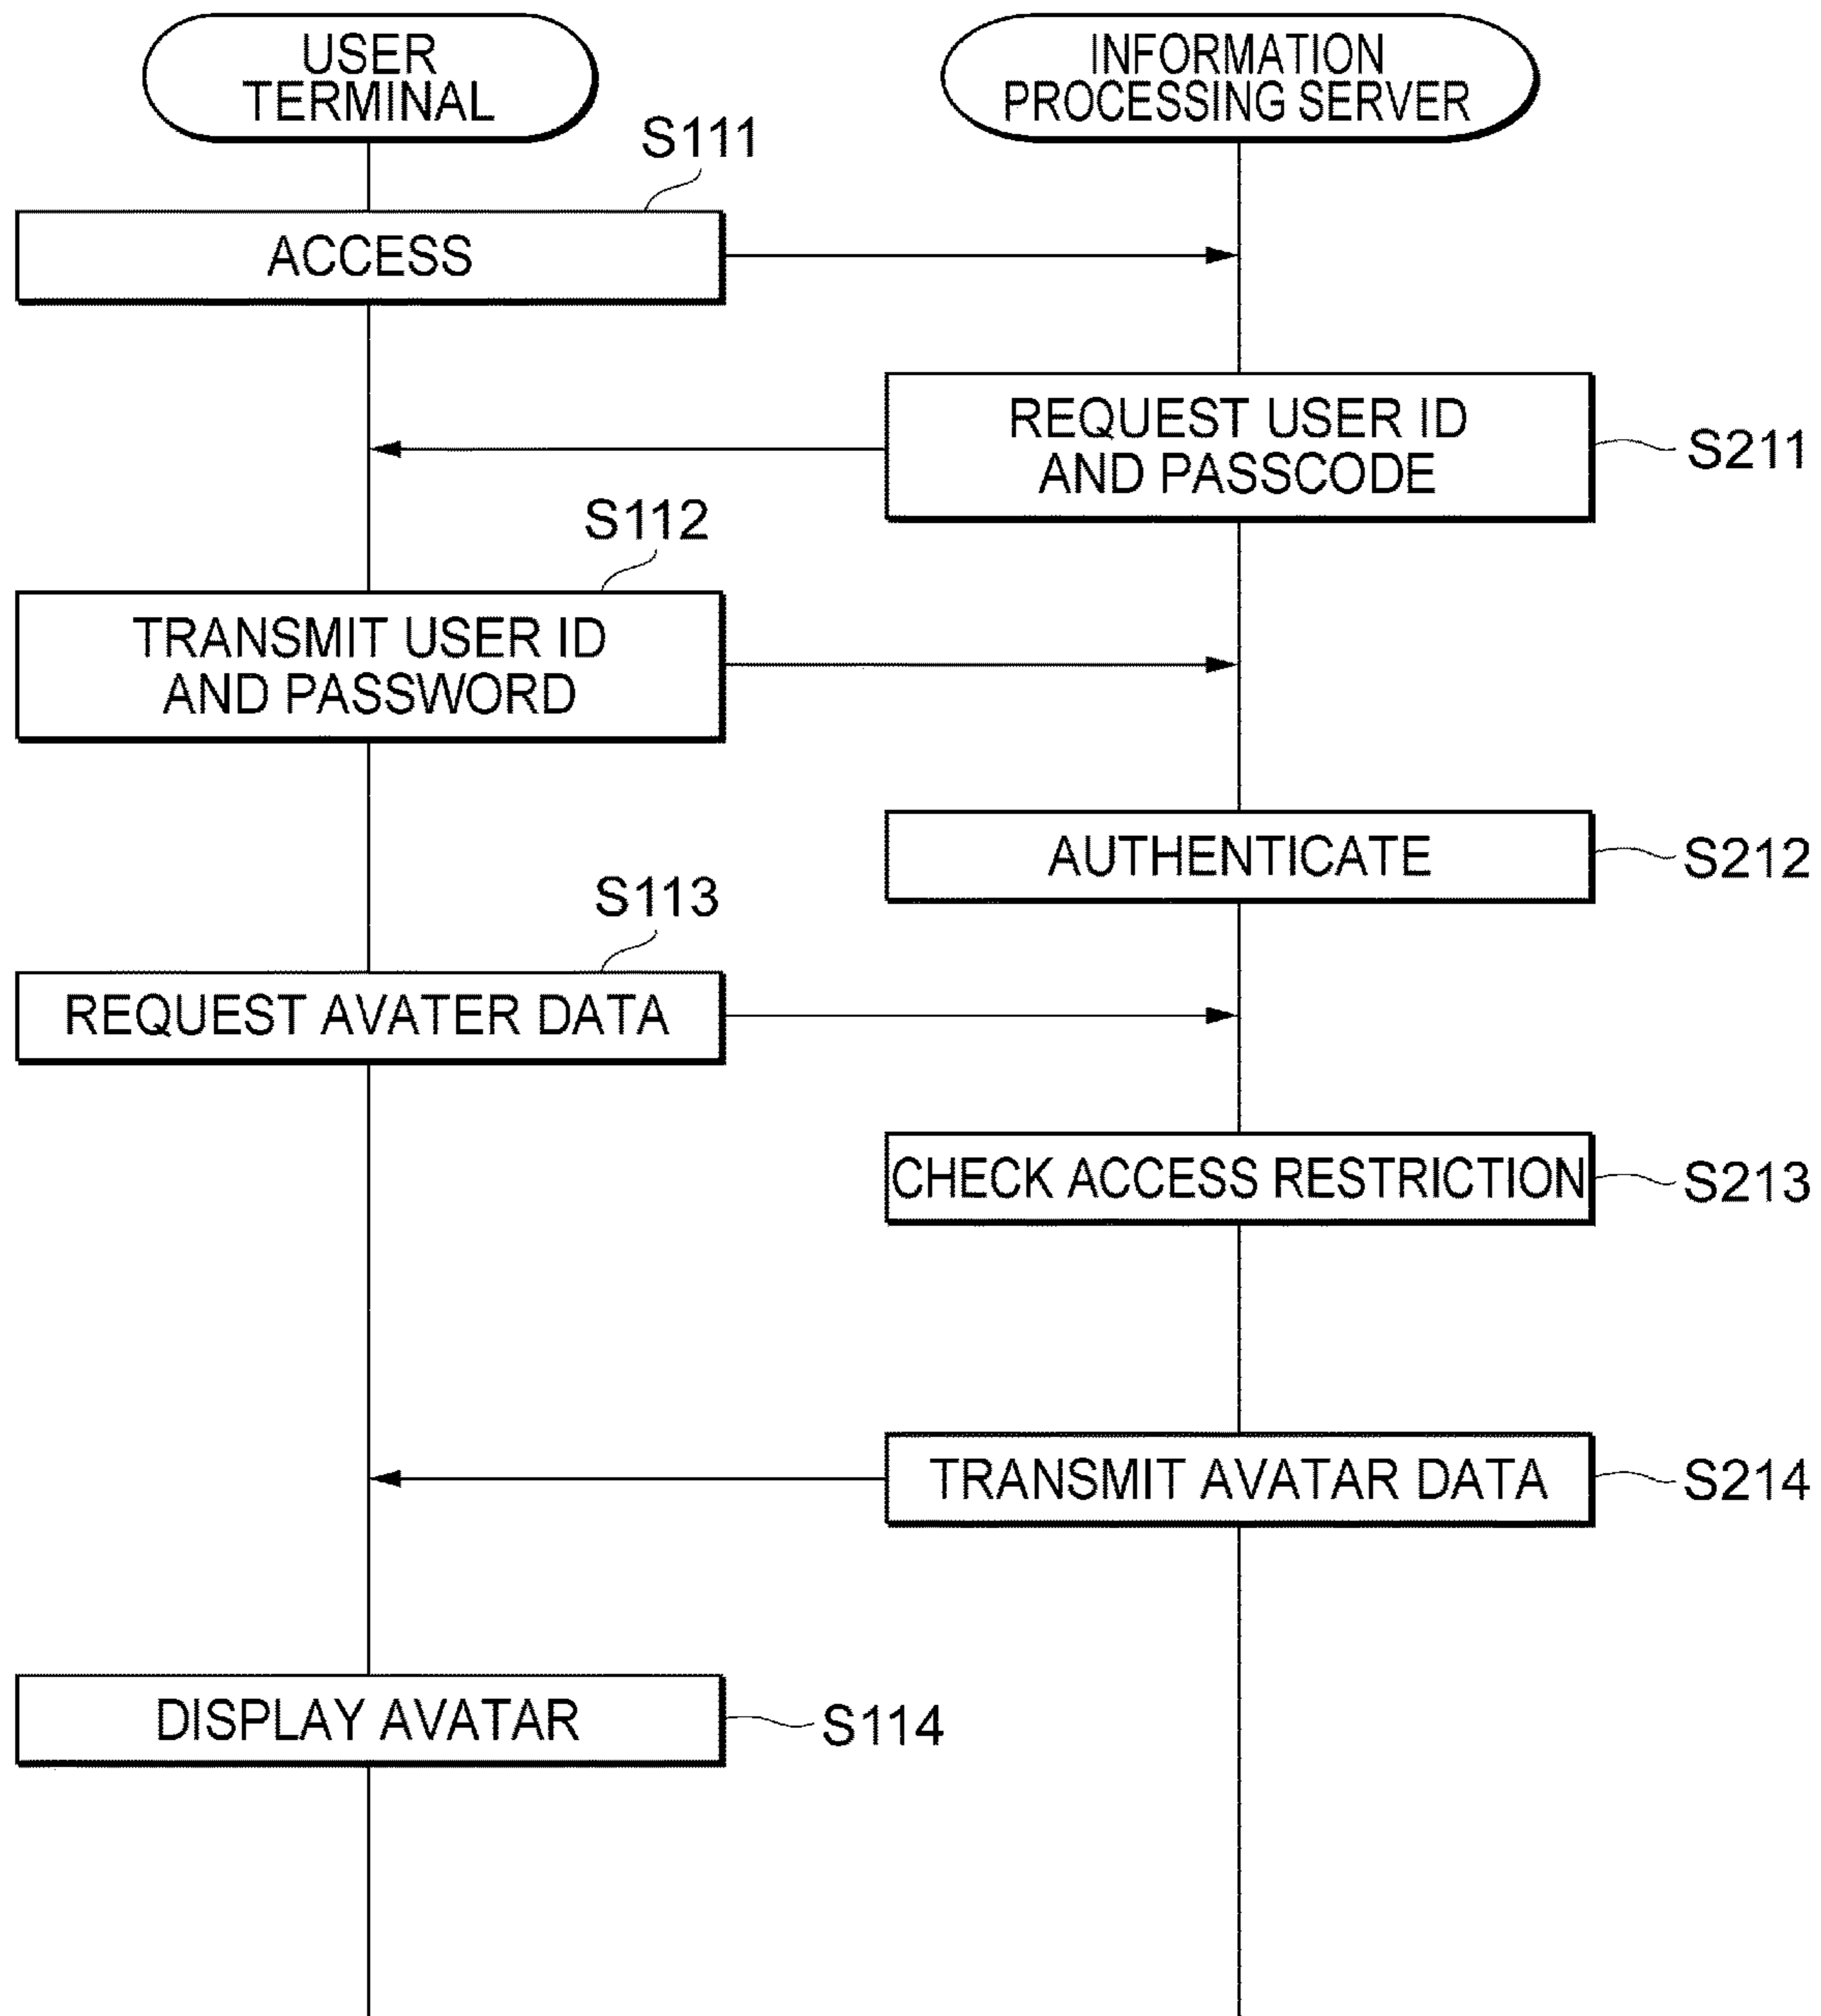 USER
TERMINAL
INFORMATION
PROCESSING SERVER
S111
ACCESS
REQUEST USER ID
AND PASSCODE
S211
S112
TRANSMIT USER ID
AND PASSWORD
AUTHENTICATE
S212
S113
REQUEST AVATER DATA
CHECK ACCESS RESTRICTION
S213
TRANSMIT AVATAR DATA
S214
DISPLAY AVATAR
S114